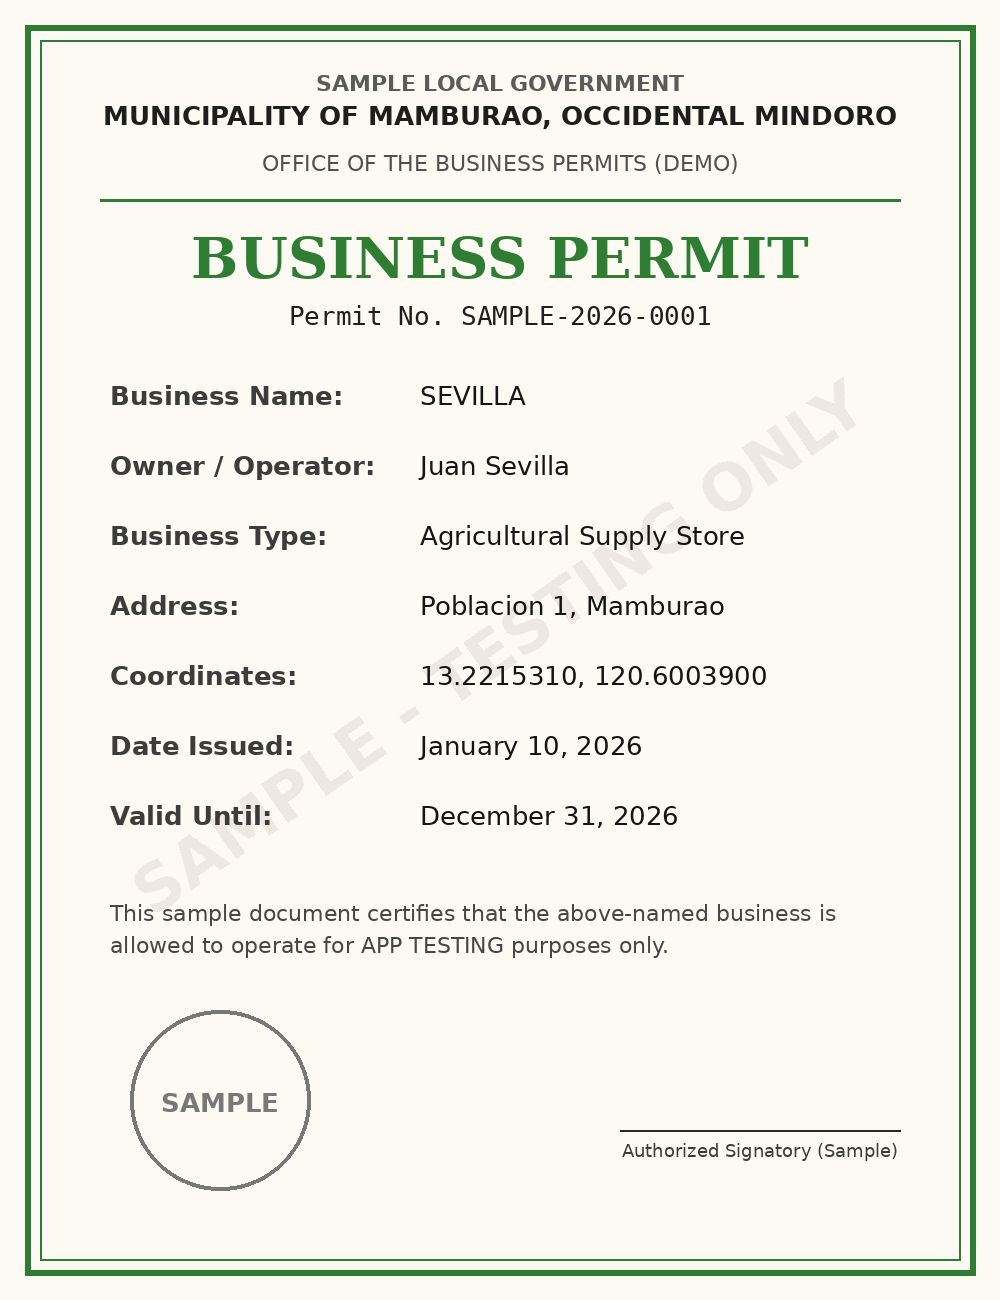 SAMPLE LOCAL GOVERNMENT
MUNICIPALITY OF MAMBURAO, OCCIDENTAL MINDORO
OFFICE OF THE BUSINESS PERMITS (DEMO)
BUSINESS PERMIT
Permit No. SAMPLE-2026-0001
Business Name: SEVILLA
Owner / Operator: Juan Sevilla
Business Type: Agricultural Supply Store
Address: Poblacion 1, Mamburao
Coordinates: 13.2215310, 120.6003900
Date Issued: January 10, 2026
Valid Until: December 31, 2026
SAMPLE - TESTING ONLY
This sample document certifies that the above-named business is
allowed to operate for APP TESTING purposes only.
SAMPLE
Authorized Signatory (Sample)